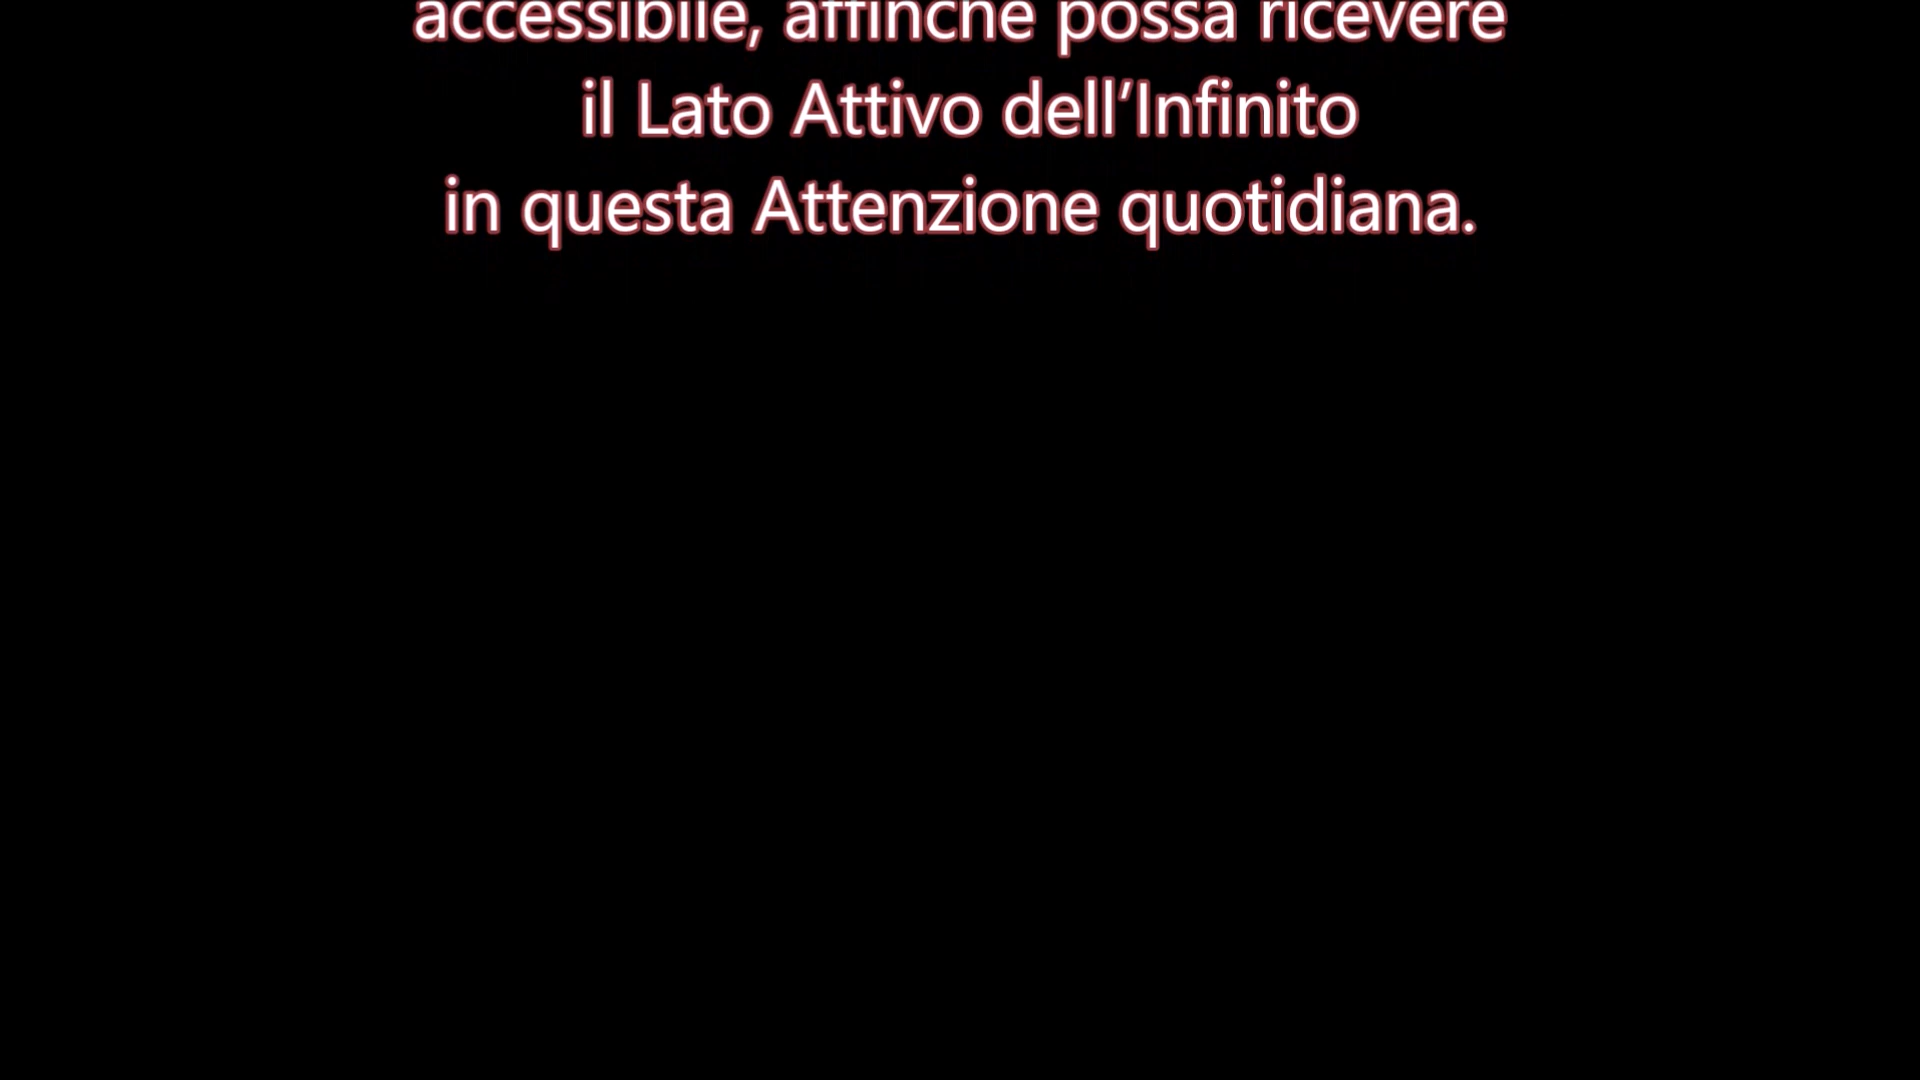 accessibile, affinché possa ricevere
il Lato Attivo dell’Infinito
in questa Attenzione quotidiana.